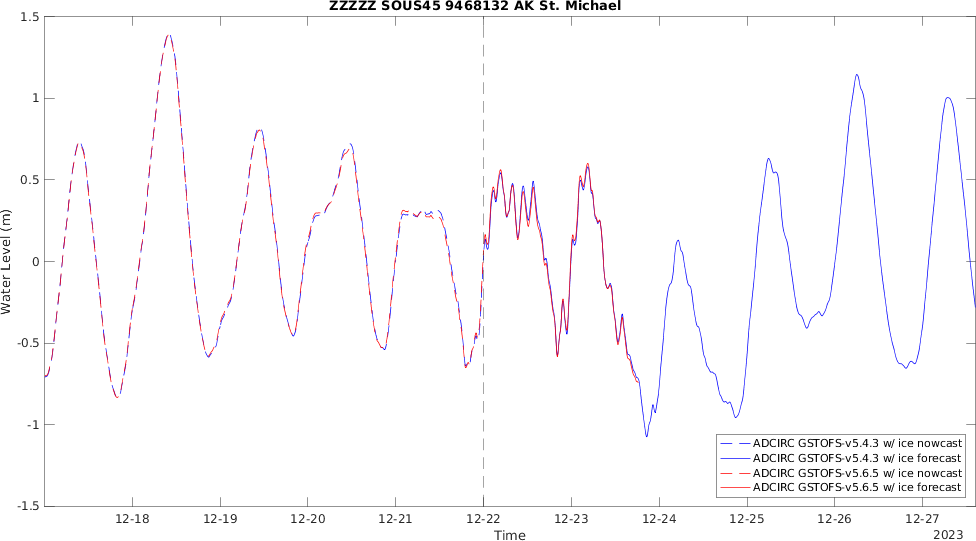 ZZZZZ SOUS45 9468132 AK St. Michael
1.5
1
0.5
0
-0.5
-1
-1.5
Water Level (m)
12-18 12-19 12-20 12-21 12-22 12-23 12-24 12-25 12-26 12-27
Time
2023
ADCIRC GSTOFS-v5.4.3 w/ ice nowcast
ADCIRC GSTOFS-v5.4.3 w/ ice forecast
ADCIRC GSTOFS-v5.6.5 w/ ice nowcast
ADCIRC GSTOFS-v5.6.5 w/ ice forecast